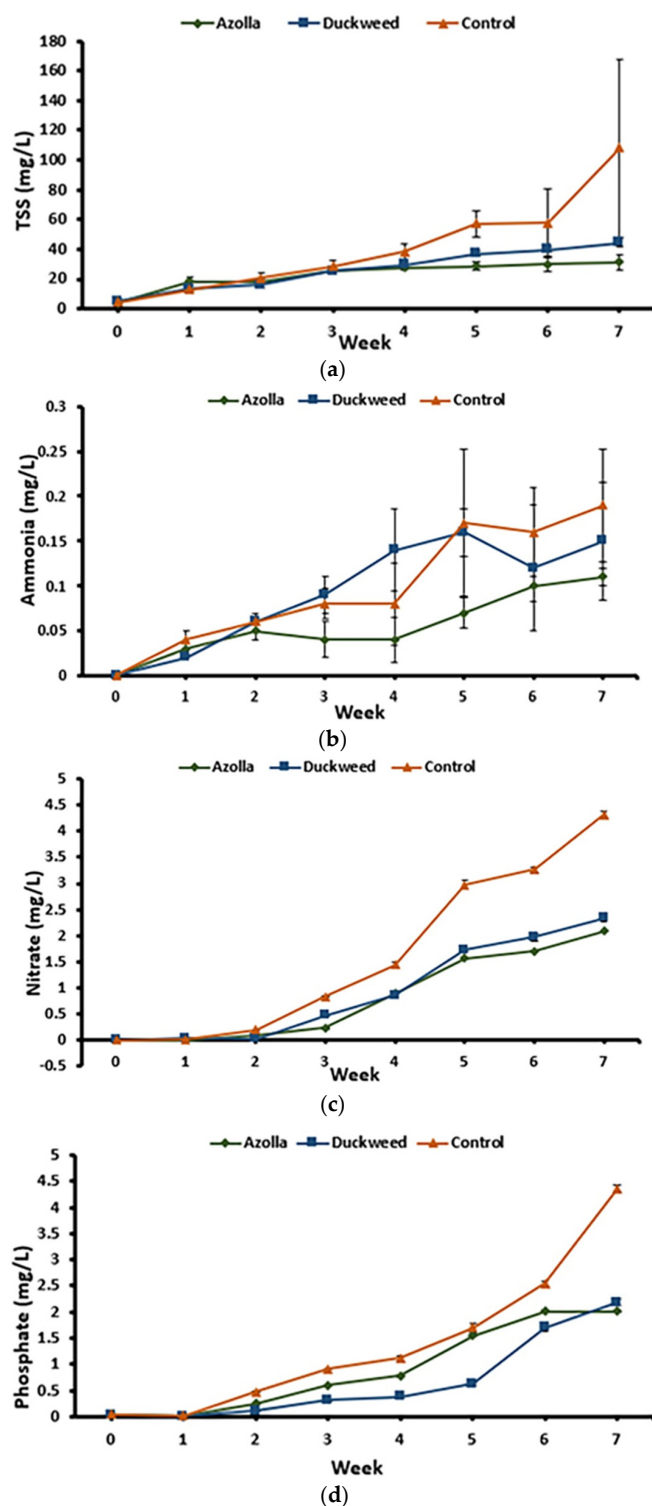 Azolla Duckweed Control
TSS (mg/L)
180
160
140
120
100
80
60
40
20
0
0 1 2 3 4 5 6 7
Week
(a)
Azolla Duckweed Control
Ammonia (mg/L)
0.3
0.25
0.2
0.15
0.1
0.05
0
0 1 2 3 4 5 6 7
Week
(b)
Azolla Duckweed Control
Nitrate (mg/L)
5
4.5
4
3.5
3
2.5
2
1.5
1
0.5
0
-0.5
0 1 2 3 4 5 6 7
Week
(c)
Azolla Duckweed Control
Phosphate (mg/L)
5
4.5
4
3.5
3
2.5
2
1.5
1
0.5
0
0 1 2 3 4 5 6 7
Week
(d)